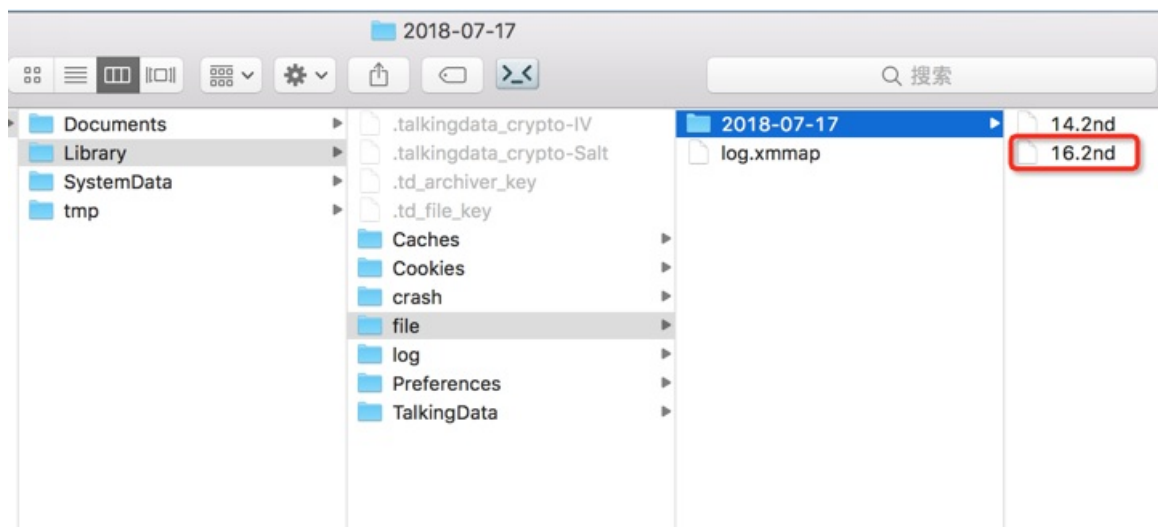 2018-07-17
搜索
Documents
Library
SystemData
tmp
.talkingdata_crypto-IV
.talkingdata_crypto-Salt
.td_archiver_key
.td_file_key
Caches
Cookies
crash
file
log
Preferences
TalkingData
2018-07-17
log.xmmap
14.2nd
16.2nd